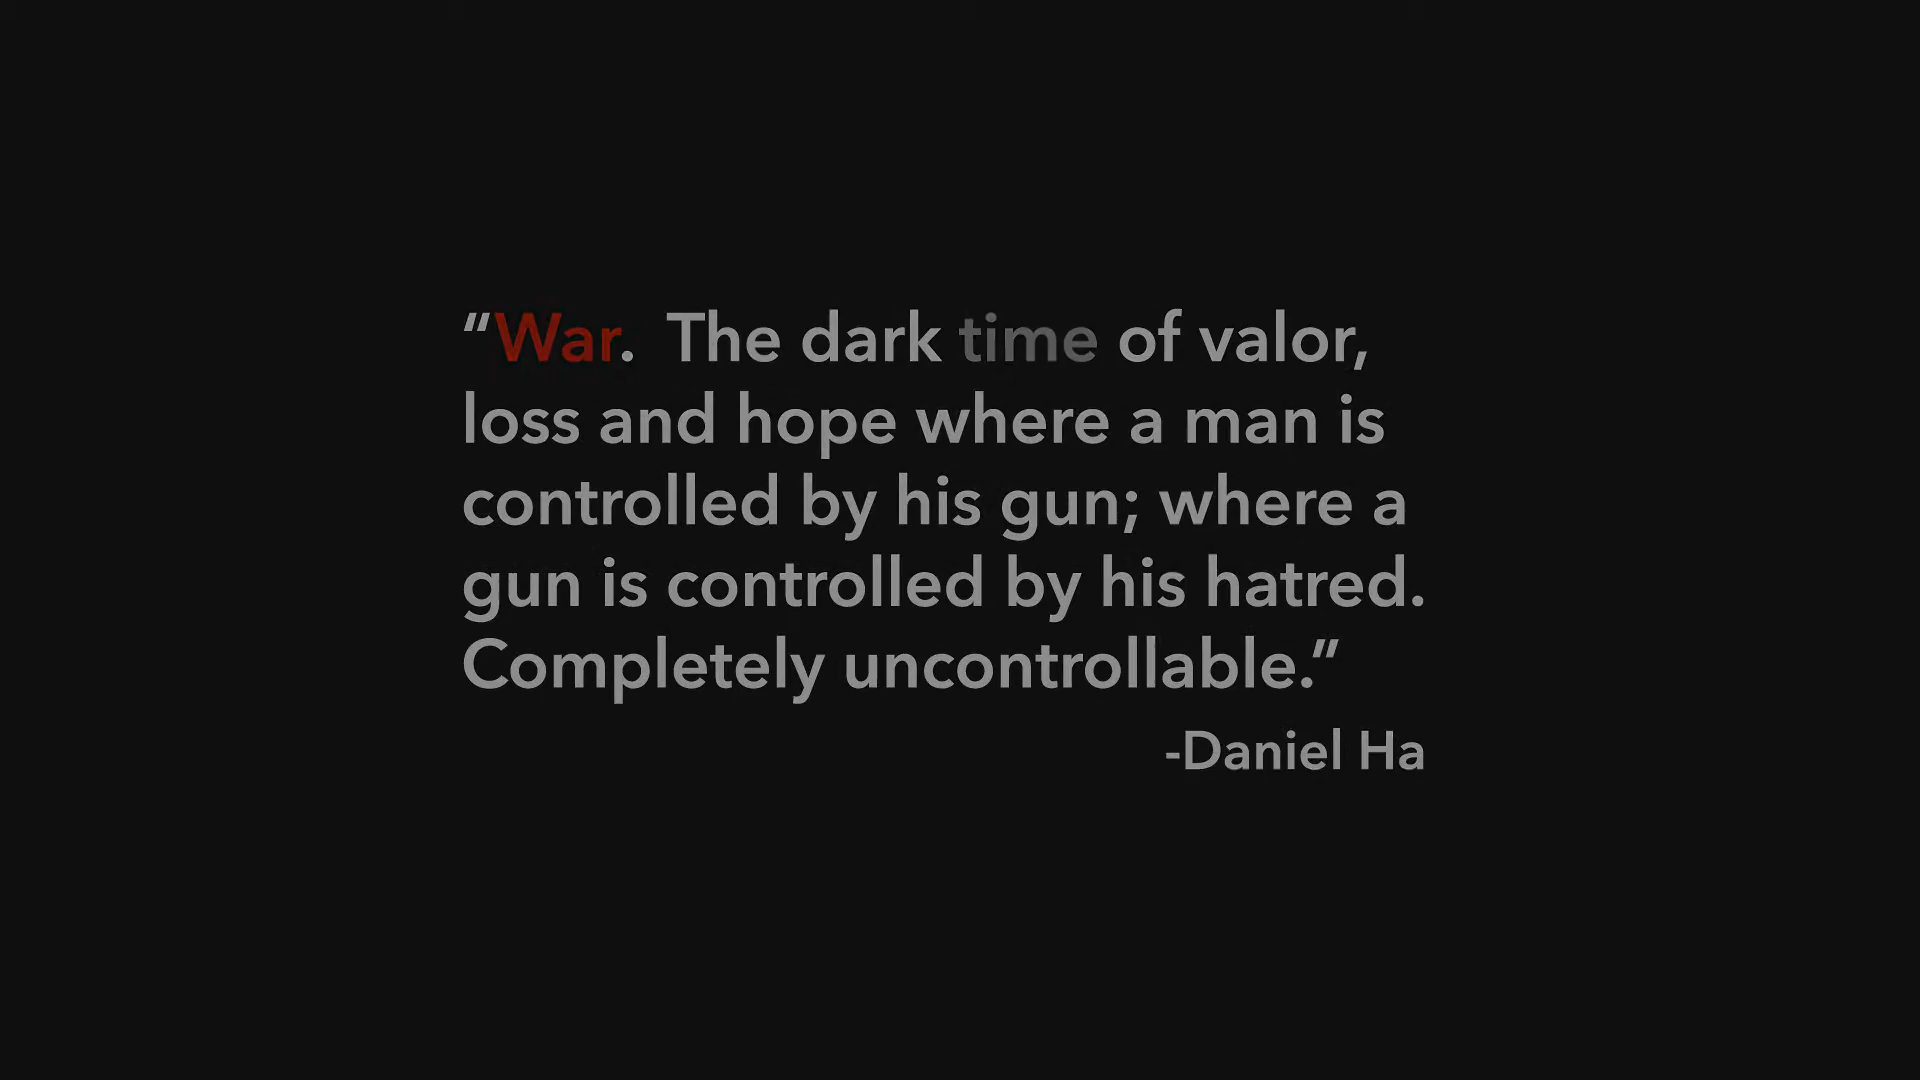 “War.  The dark time of valor,
loss and hope where a man is
controlled by his gun; where a
gun is controlled by his hatred.
Completely uncontrollable.”
-Daniel Ha